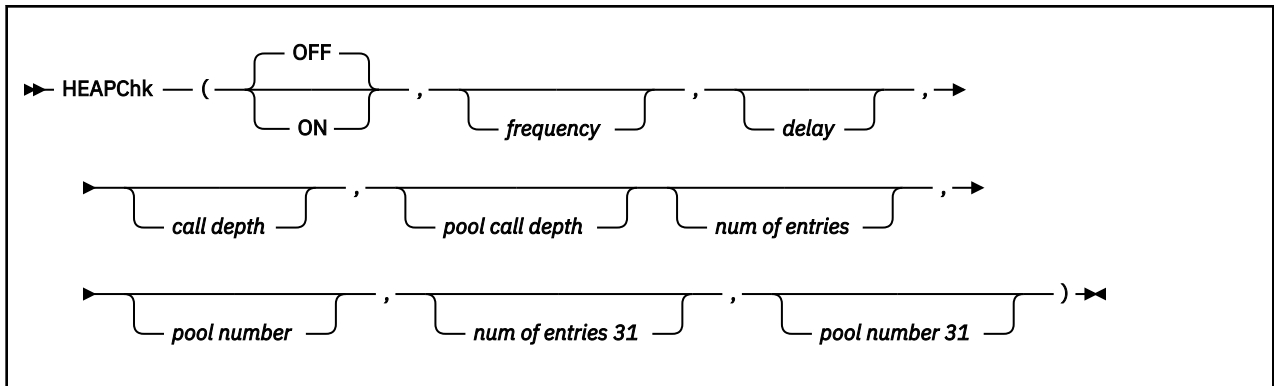 OFF
HEAPChk ( , , ,
ON frequency delay
, ,
call depth pool call depth num of entries
, , )
pool number num of entries 31 pool number 31